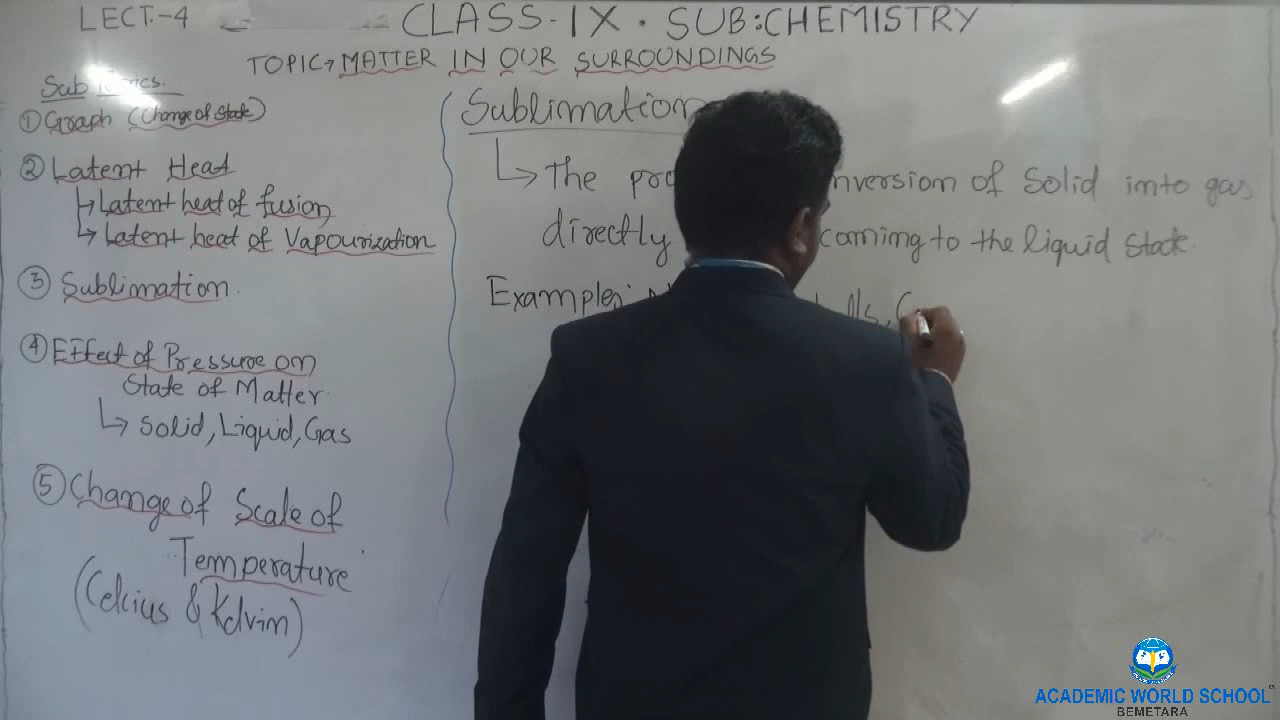 LECT:-4
CLASS-IX • SUB:CHEMISTRY
TOPIC→ MATTER IN OUR SURROUNDINGS
Sub
① Graph (Change of State)
② Latent Heat
↳ Latent heat of fusion
↳ Latent heat of Vapourization
③ Sublimation.
④ Effect of Pressure on
State of Matter
↳ Solid, Liquid, Gas
⑤ Change of Scale of
Temperature
(Celcius & Kelvin)
Sublimation
↳ The of Solid into gas
directly coming to the liquid state.
Examples:
ACADEMIC WORLD SCHOOL
BEMETARA